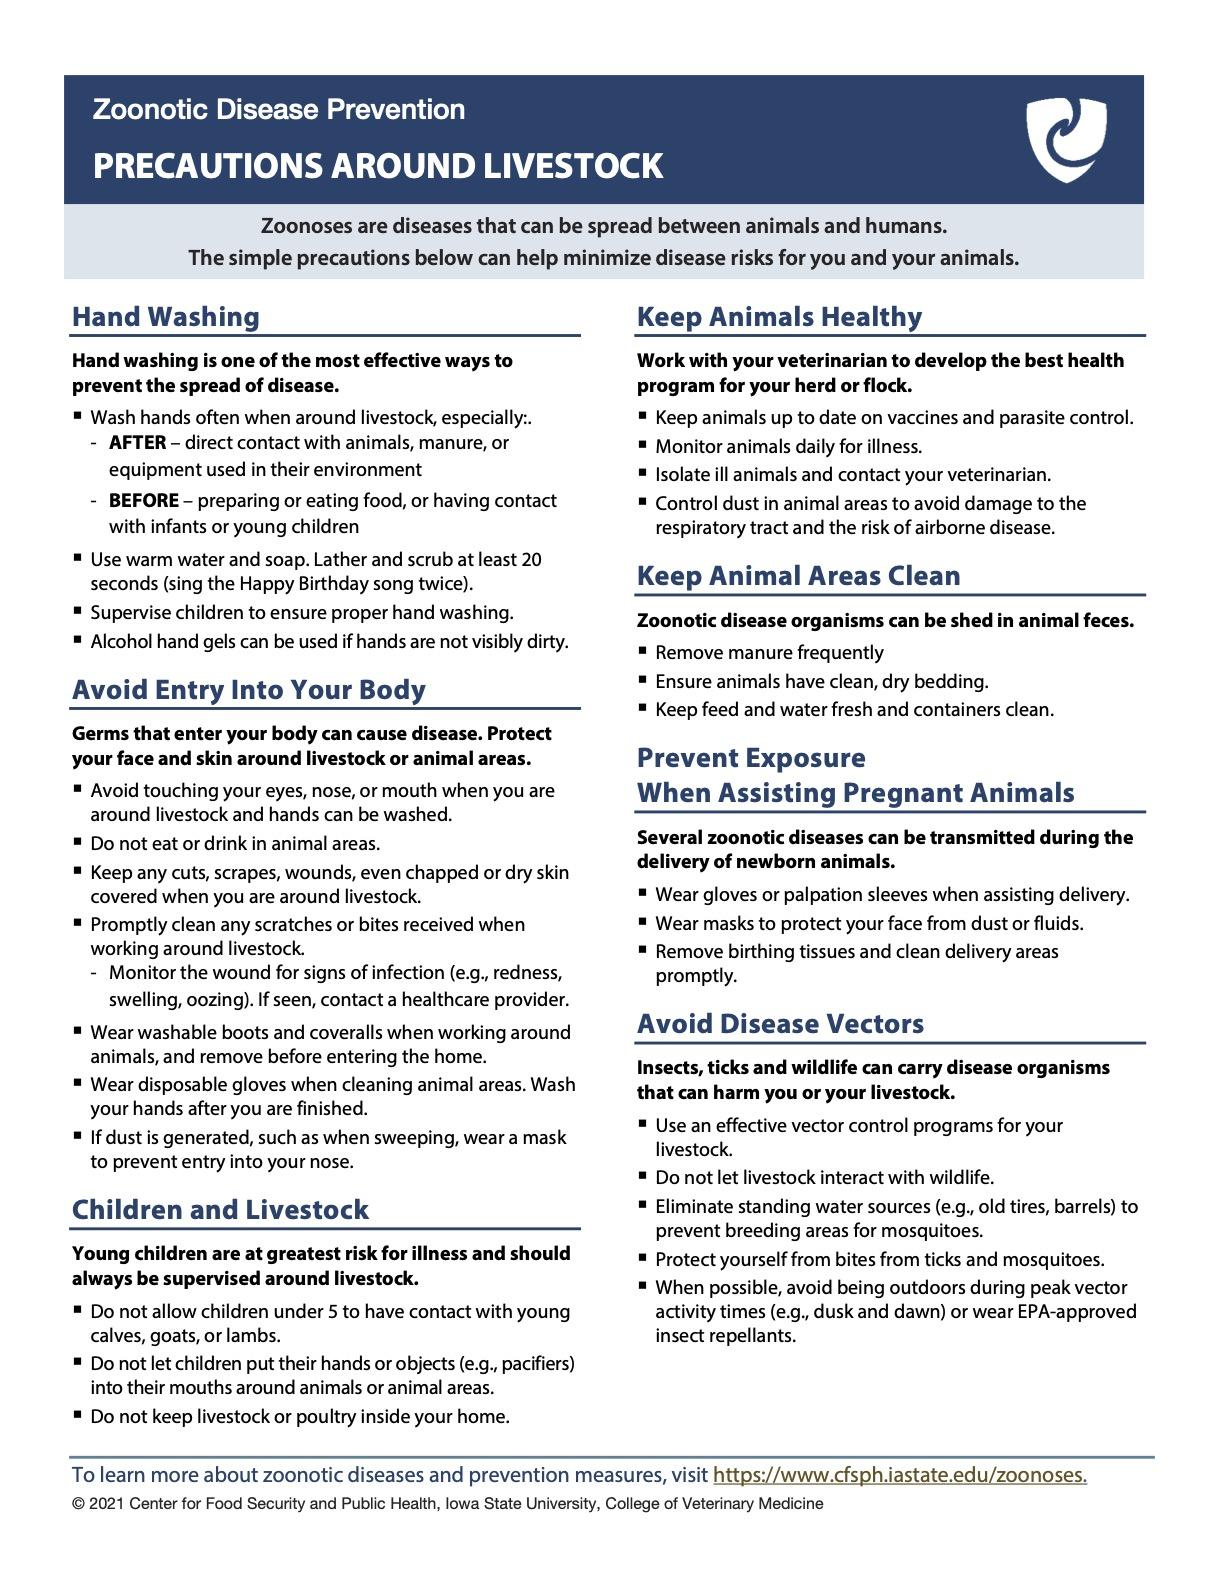 Zoonotic Disease Prevention
PRECAUTIONS AROUND LIVESTOCK
Zoonoses are diseases that can be spread between animals and humans.
The simple precautions below can help minimize disease risks for you and your animals.
Hand Washing
Hand washing is one of the most effective ways to
prevent the spread of disease.
▪ Wash hands often when around livestock, especially:.
- AFTER – direct contact with animals, manure, or
equipment used in their environment
- BEFORE – preparing or eating food, or having contact
with infants or young children
▪ Use warm water and soap. Lather and scrub at least 20
seconds (sing the Happy Birthday song twice).
▪ Supervise children to ensure proper hand washing.
▪ Alcohol hand gels can be used if hands are not visibly dirty.
Avoid Entry Into Your Body
Germs that enter your body can cause disease. Protect
your face and skin around livestock or animal areas.
▪ Avoid touching your eyes, nose, or mouth when you are
around livestock and hands can be washed.
▪ Do not eat or drink in animal areas.
▪ Keep any cuts, scrapes, wounds, even chapped or dry skin
covered when you are around livestock.
▪ Promptly clean any scratches or bites received when
working around livestock.
- Monitor the wound for signs of infection (e.g., redness,
swelling, oozing). If seen, contact a healthcare provider.
▪ Wear washable boots and coveralls when working around
animals, and remove before entering the home.
▪ Wear disposable gloves when cleaning animal areas. Wash
your hands after you are finished.
▪ If dust is generated, such as when sweeping, wear a mask
to prevent entry into your nose.
Children and Livestock
Young children are at greatest risk for illness and should
always be supervised around livestock.
▪ Do not allow children under 5 to have contact with young
calves, goats, or lambs.
▪ Do not let children put their hands or objects (e.g., pacifiers)
into their mouths around animals or animal areas.
▪ Do not keep livestock or poultry inside your home.
Keep Animals Healthy
Work with your veterinarian to develop the best health
program for your herd or flock.
▪ Keep animals up to date on vaccines and parasite control.
▪ Monitor animals daily for illness.
▪ Isolate ill animals and contact your veterinarian.
▪ Control dust in animal areas to avoid damage to the
respiratory tract and the risk of airborne disease.
Keep Animal Areas Clean
Zoonotic disease organisms can be shed in animal feces.
▪ Remove manure frequently
▪ Ensure animals have clean, dry bedding.
▪ Keep feed and water fresh and containers clean.
Prevent Exposure
When Assisting Pregnant Animals
Several zoonotic diseases can be transmitted during the
delivery of newborn animals.
▪ Wear gloves or palpation sleeves when assisting delivery.
▪ Wear masks to protect your face from dust or fluids.
▪ Remove birthing tissues and clean delivery areas
promptly.
Avoid Disease Vectors
Insects, ticks and wildlife can carry disease organisms
that can harm you or your livestock.
▪ Use an effective vector control programs for your
livestock.
▪ Do not let livestock interact with wildlife.
▪ Eliminate standing water sources (e.g., old tires, barrels) to
prevent breeding areas for mosquitoes.
▪ Protect yourself from bites from ticks and mosquitoes.
▪ When possible, avoid being outdoors during peak vector
activity times (e.g., dusk and dawn) or wear EPA-approved
insect repellants.
To learn more about zoonotic diseases and prevention measures, visit https://www.cfsph.iastate.edu/zoonoses.
© 2021 Center for Food Security and Public Health, Iowa State University, College of Veterinary Medicine